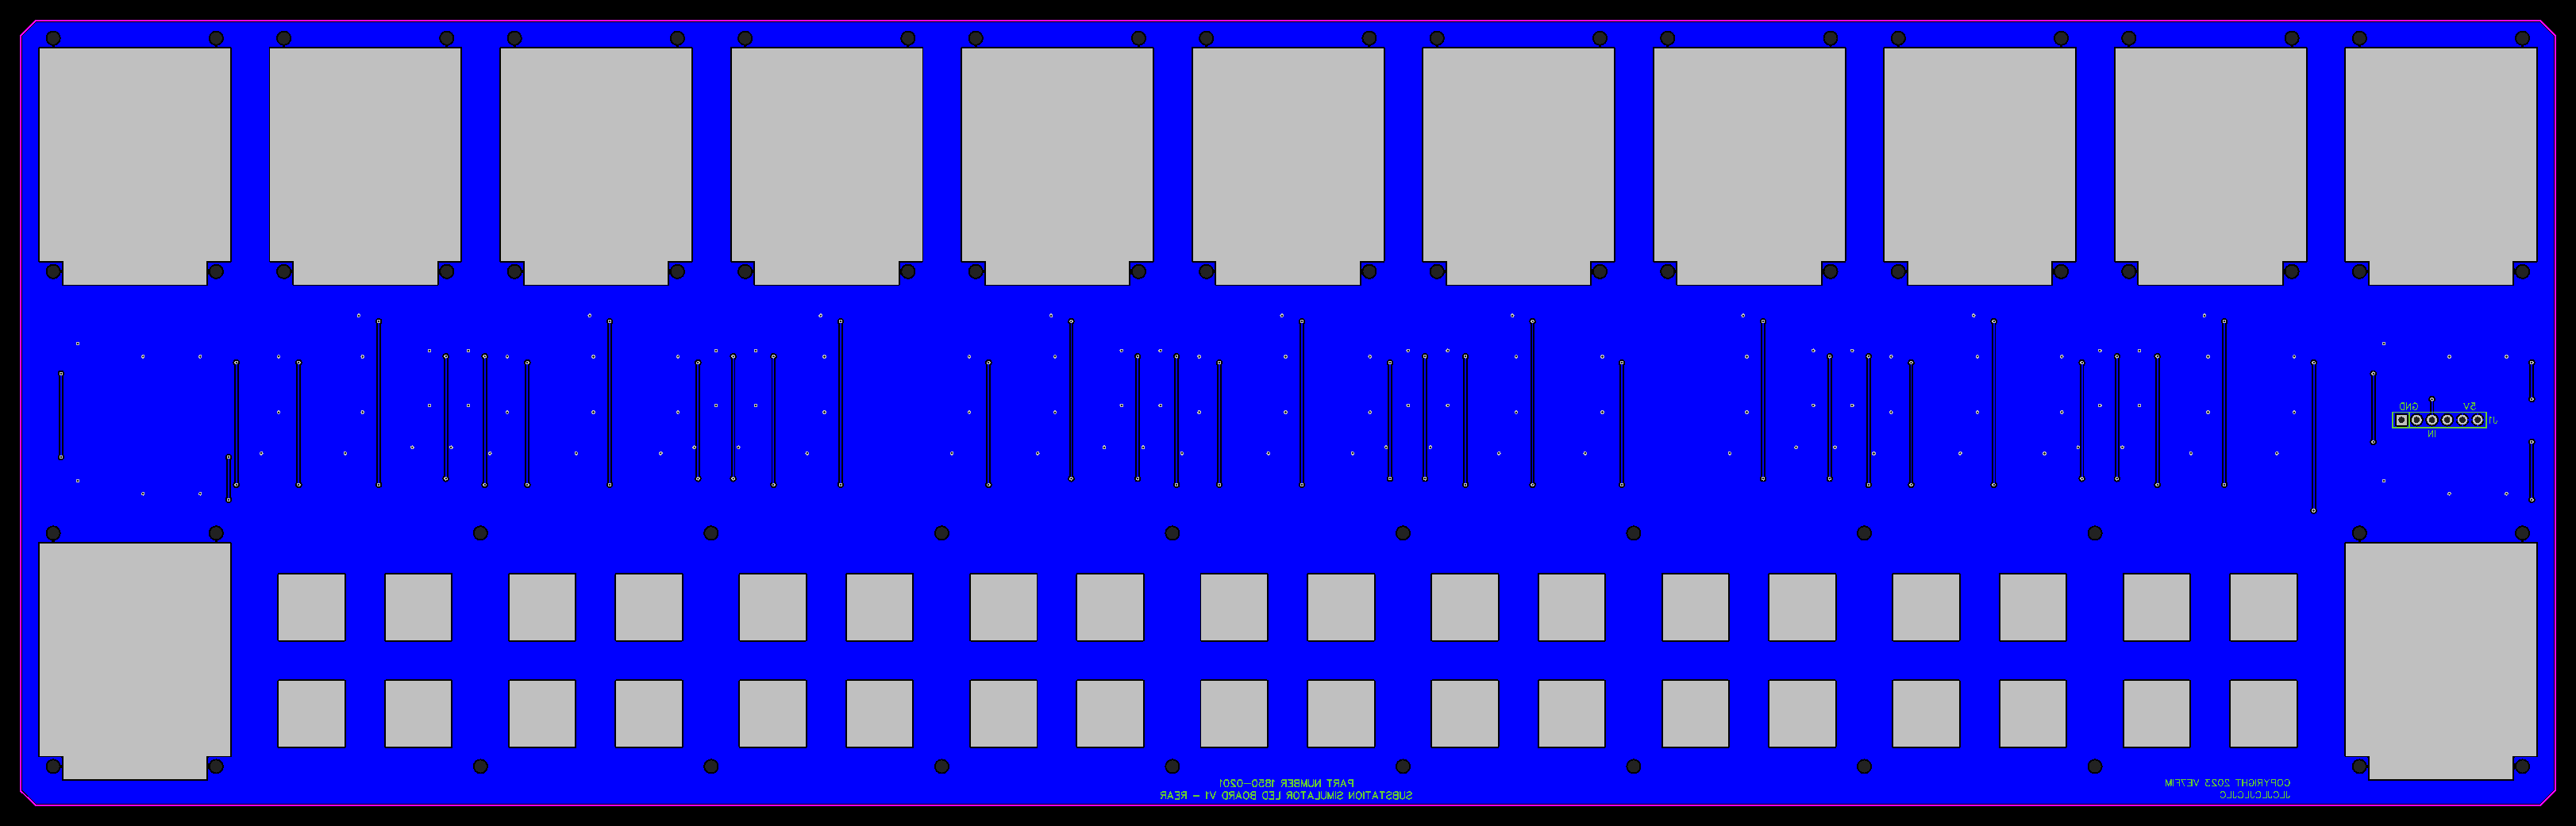 GND
5V
J1
IN
PART NUMBER 1850-0201
SUBSTATION SIMULATOR LED BOARD V1 - REAR
COPYRIGHT 2023 VE7FIM
JLCJLCJLCJLC